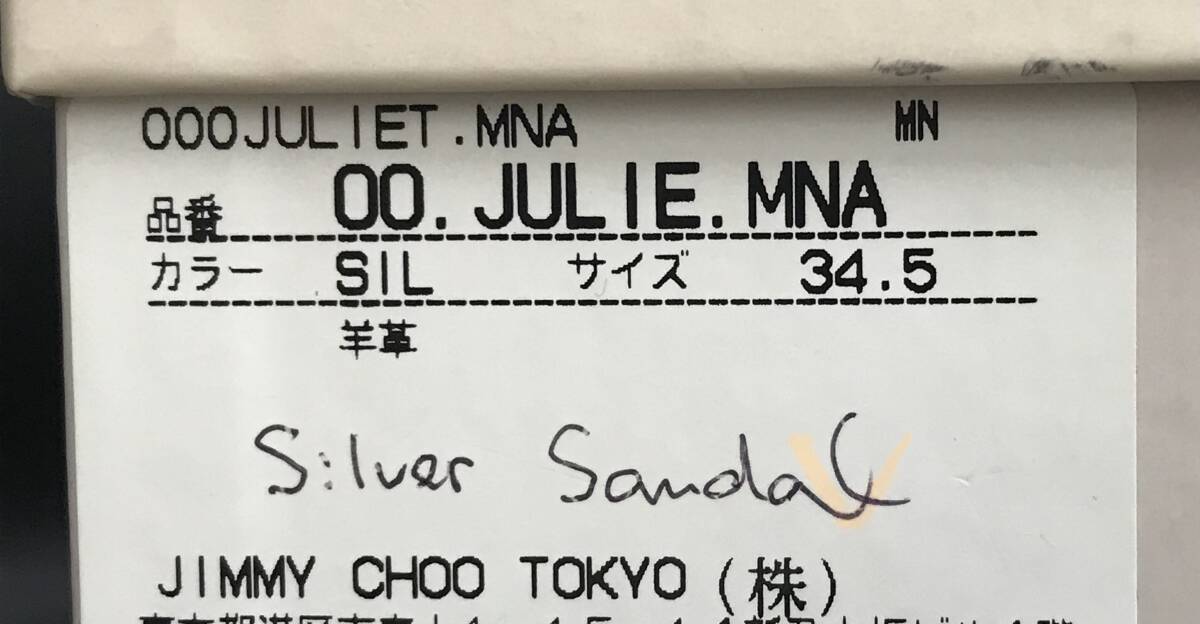 000JULIET.MNA MN
品番 00.JULIE.MNA
カラー SIL サイズ 34.5
羊革
Silver Sandal
JIMMY CHOO TOKYO (株)